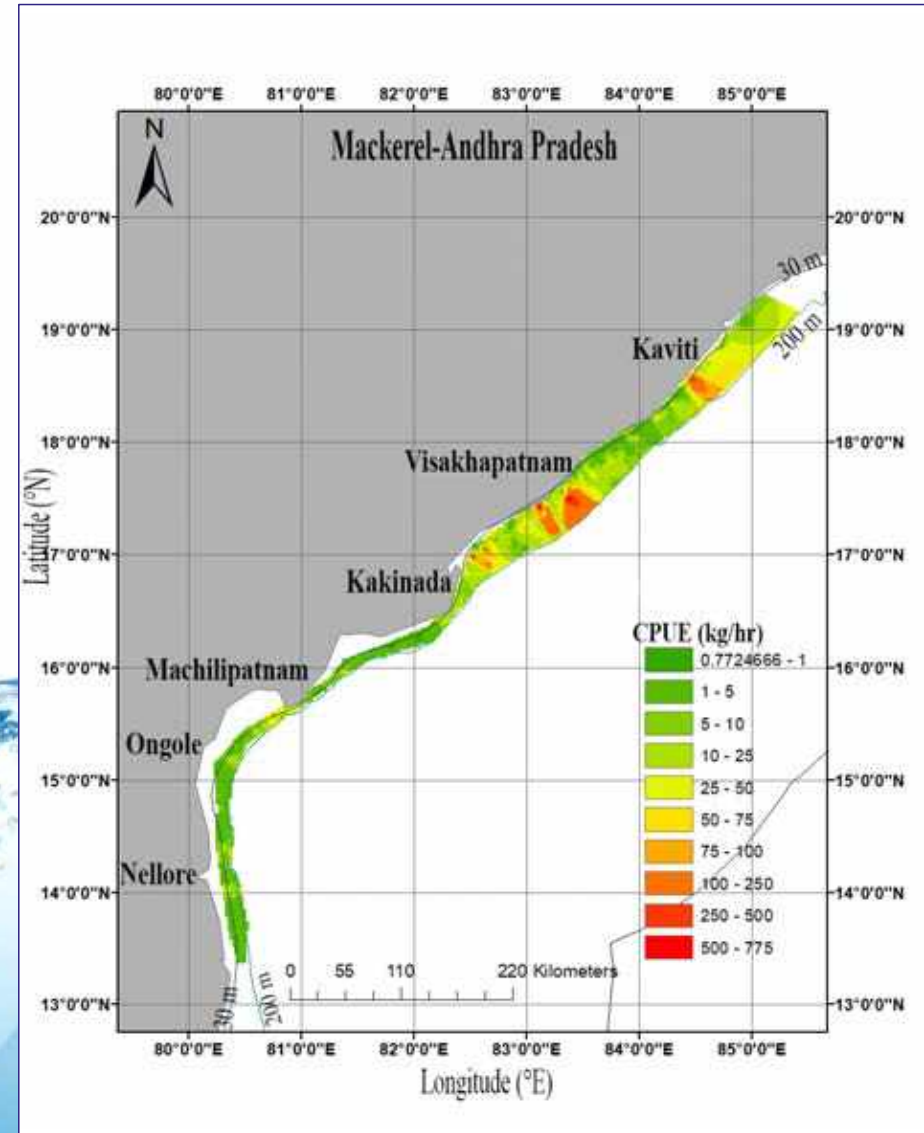 80°0'0"E 81°0'0"E 82°0'0"E 83°0'0"E 84°0'0"E 85°0'0"E
N
Mackerel-Andhra Pradesh
20°0'0"N 20°0'0"N
30 m
19°0'0"N 19°0'0"N
200 m
Kaviti
18°0'0"N 18°0'0"N
Visakhapatnam
Latitude (°N)
17°0'0"N 17°0'0"N
Kakinada
CPUE (kg/hr)
0.7724666 - 1
16°0'0"N 16°0'0"N
Machilipatnam
1 - 5
5 - 10
Ongole
10 - 25
15°0'0"N 15°0'0"N
25 - 50
50 - 75
75 - 100
Nellore
14°0'0"N 14°0'0"N
100 - 250
250 - 500
500 - 775
0 55 110 220 Kilometers
13°0'0"N 13°0'0"N
30 m
200 m
80°0'0"E 81°0'0"E 82°0'0"E 83°0'0"E 84°0'0"E 85°0'0"E
Longitude (°E)